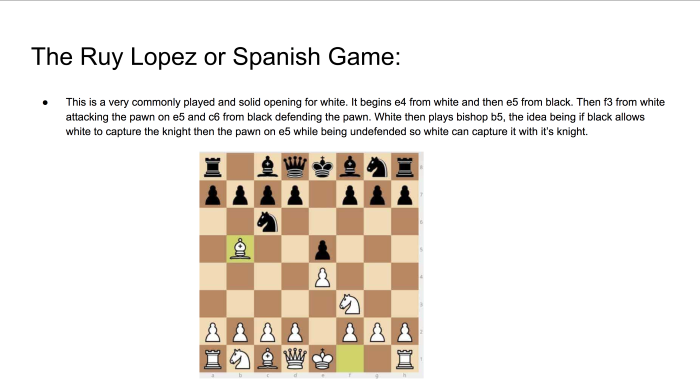 The Ruy Lopez or Spanish Game:
● This is a very commonly played and solid opening for white. It begins e4 from white and then e5 from black. Then f3 from white
attacking the pawn on e5 and c6 from black defending the pawn. White then plays bishop b5, the idea being if black allows
white to capture the knight then the pawn on e5 while being undefended so white can capture it with it's knight.